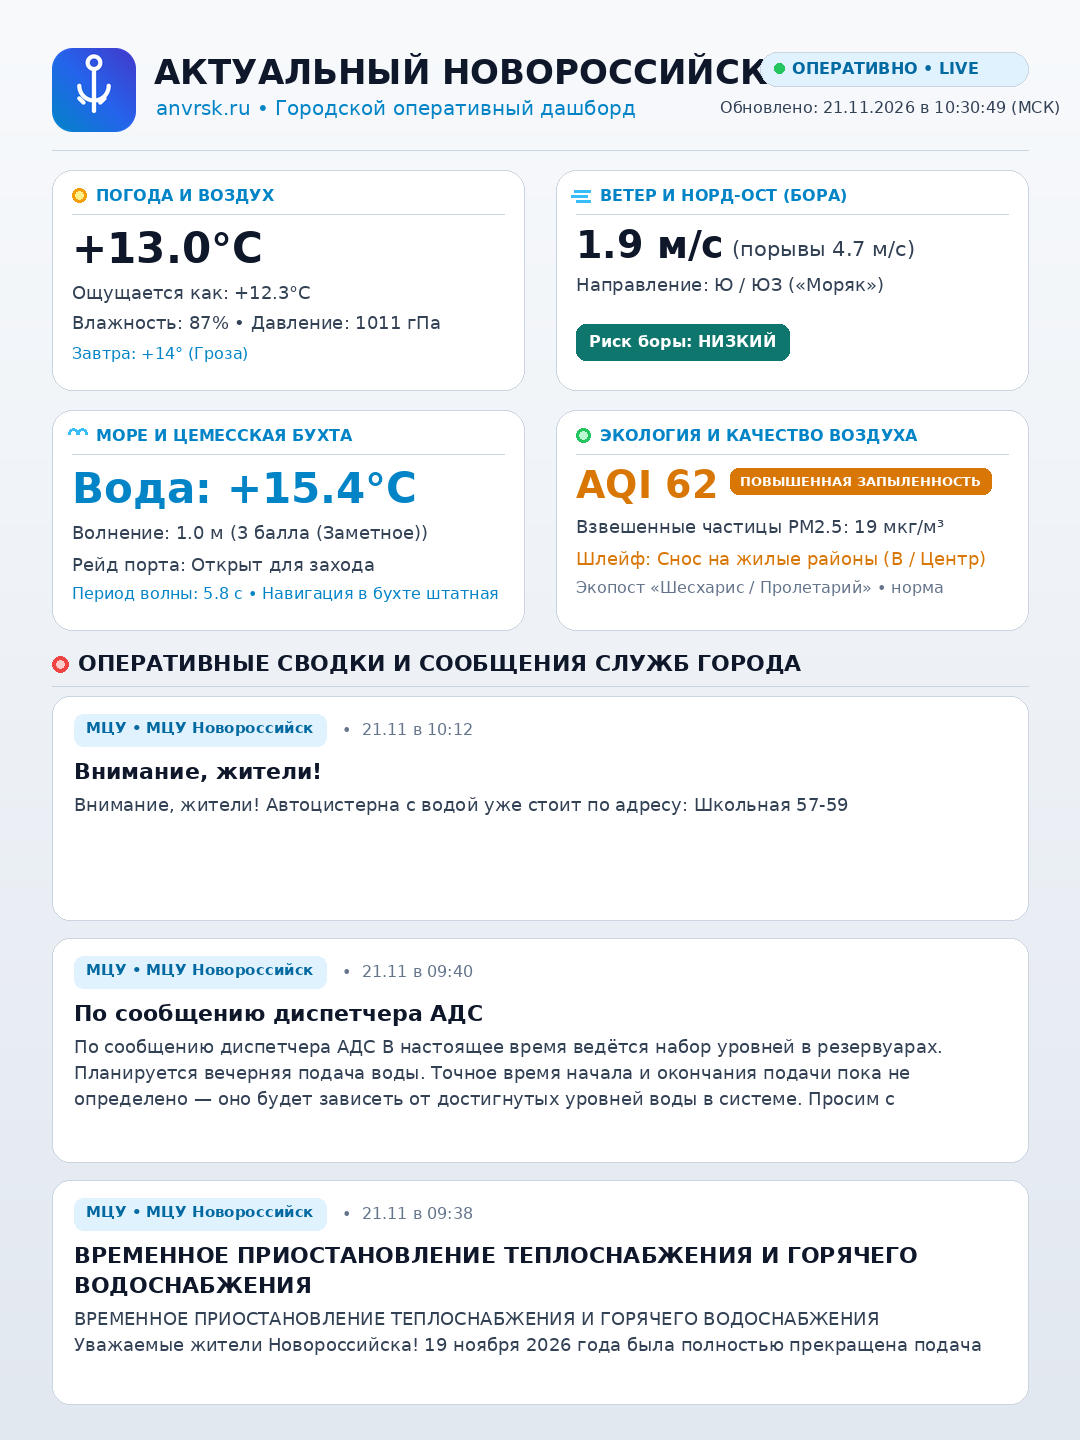 АКТУАЛЬНЫЙ НОВОРОССИЙСК
ОПЕРАТИВНО • LIVE
anvrsk.ru • Городской оперативный дашборд
Обновлено: 21.11.2026 в 10:30:49 (МСК)
ПОГОДА И ВОЗДУХ
+13.0°C
Ощущается как: +12.3°C
Влажность: 87% • Давление: 1011 гПа
Завтра: +14° (Гроза)
ВЕТЕР И НОРД-ОСТ (БОРА)
1.9 м/с (порывы 4.7 м/с)
Направление: Ю / ЮЗ («Моряк»)
Риск боры: НИЗКИЙ
МОРЕ И ЦЕМЕССКАЯ БУХТА
Вода: +15.4°C
Волнение: 1.0 м (3 балла (Заметное))
Рейд порта: Открыт для захода
Период волны: 5.8 с • Навигация в бухте штатная
ЭКОЛОГИЯ И КАЧЕСТВО ВОЗДУХА
AQI 62 ПОВЫШЕННАЯ ЗАПЫЛЕННОСТЬ
Взвешенные частицы PM2.5: 19 мкг/м³
Шлейф: Снос на жилые районы (В / Центр)
Экопост «Шесхарис / Пролетарий» • норма
ОПЕРАТИВНЫЕ СВОДКИ И СООБЩЕНИЯ СЛУЖБ ГОРОДА
МЦУ • МЦУ Новороссийск • 21.11 в 10:12
Внимание, жители!
Внимание, жители! Автоцистерна с водой уже стоит по адресу: Школьная 57-59
МЦУ • МЦУ Новороссийск • 21.11 в 09:40
По сообщению диспетчера АДС
По сообщению диспетчера АДС В настоящее время ведётся набор уровней в резервуарах.
Планируется вечерняя подача воды. Точное время начала и окончания подачи пока не
определено — оно будет зависеть от достигнутых уровней воды в системе. Просим с
МЦУ • МЦУ Новороссийск • 21.11 в 09:38
ВРЕМЕННОЕ ПРИОСТАНОВЛЕНИЕ ТЕПЛОСНАБЖЕНИЯ И ГОРЯЧЕГО
ВОДОСНАБЖЕНИЯ
ВРЕМЕННОЕ ПРИОСТАНОВЛЕНИЕ ТЕПЛОСНАБЖЕНИЯ И ГОРЯЧЕГО ВОДОСНАБЖЕНИЯ
Уважаемые жители Новороссийска! 19 ноября 2026 года была полностью прекращена подача